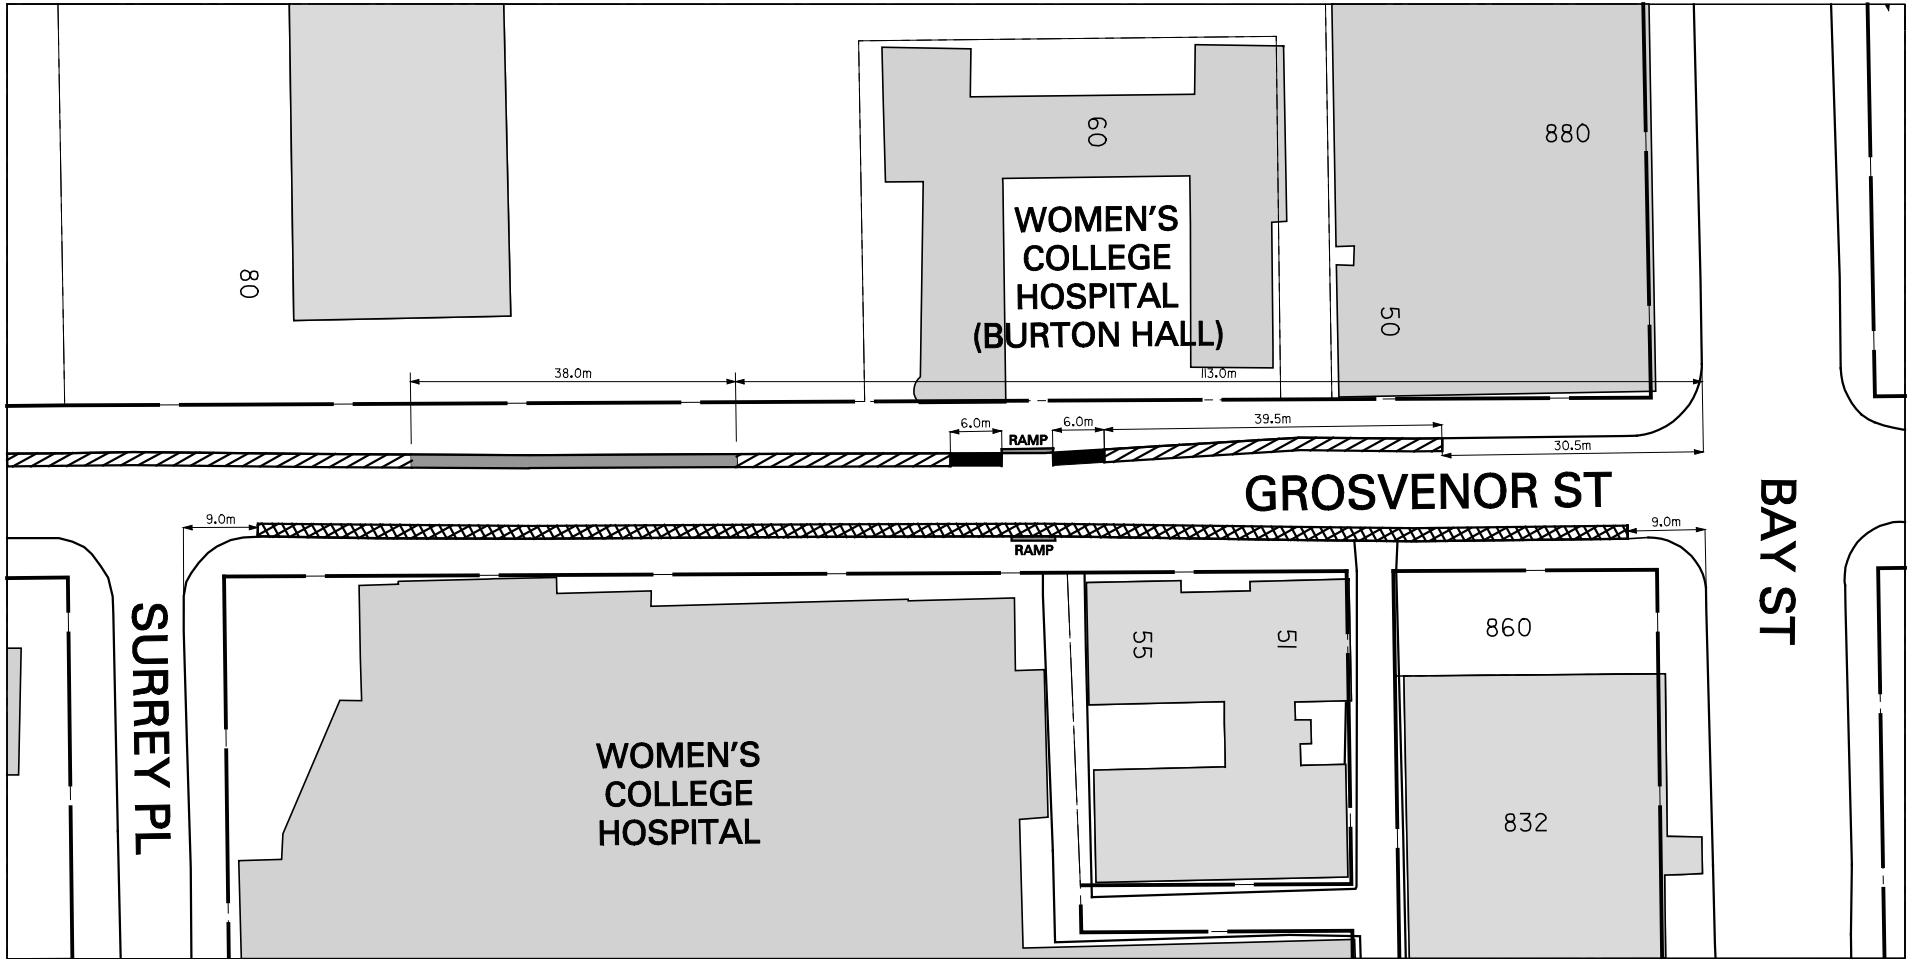 60
880
WOMEN'S
COLLEGE
HOSPITAL
(BURTON HALL)
80
50
38.0m
113.0m
6.0m
RAMP
6.0m
39.5m
30.5m
GROSVENOR ST
BAY ST
9.0m
9.0m
RAMP
SURREY PL
55
51
860
WOMEN'S
COLLEGE
HOSPITAL
832